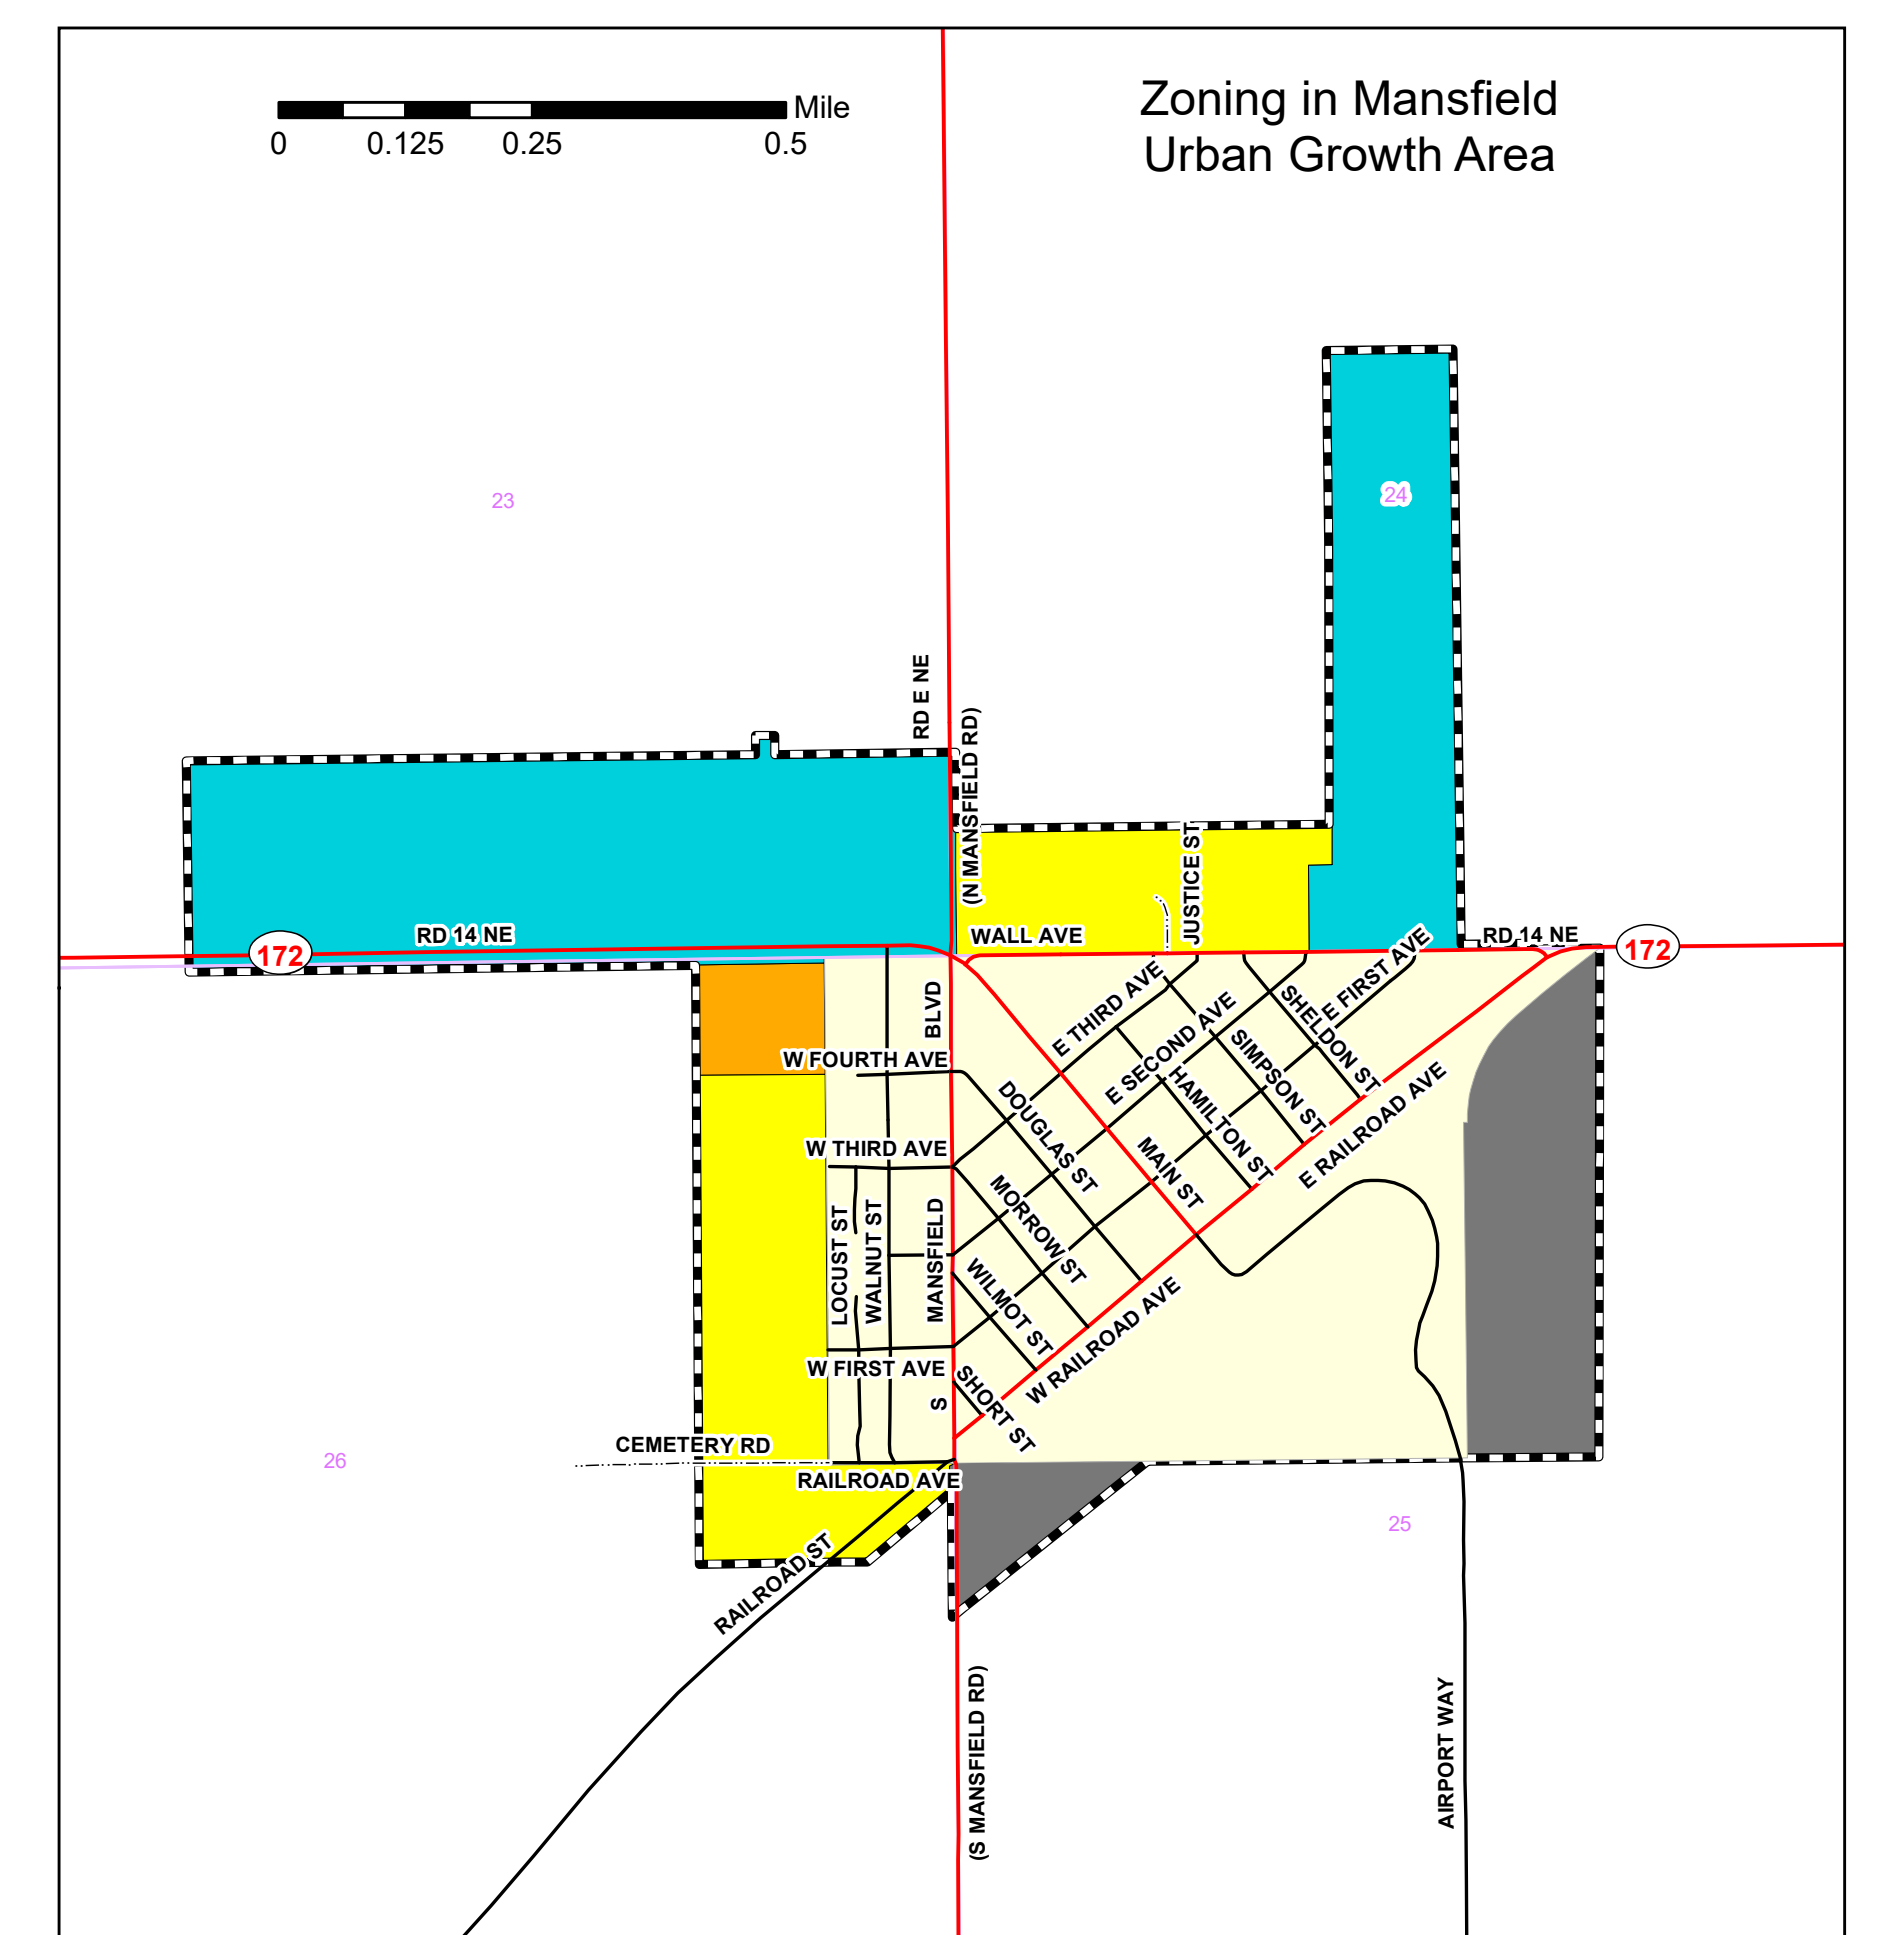 Zoning in Mansfield
Urban Growth Area
Mile
0 0.125 0.25 0.5
23
24
RD E NE
(N MANSFIELD RD)
JUSTICE ST
RD 14 NE
172
WALL AVE
RD 14 NE
172
BLVD
E THIRD AVE
E SECOND AVE
E FIRST AVE
SHELDON ST
SIMPSON ST
HAMILTON ST
W FOURTH AVE
DOUGLAS ST
MAIN ST
E RAILROAD AVE
W THIRD AVE
MORROW ST
LOCUST ST
WALNUT ST
MANSFIELD
WILMOT ST
W RAILROAD AVE
W FIRST AVE
S
SHORT ST
CEMETERY RD
26
RAILROAD AVE
25
RAILROAD ST
(S MANSFIELD RD)
AIRPORT WAY